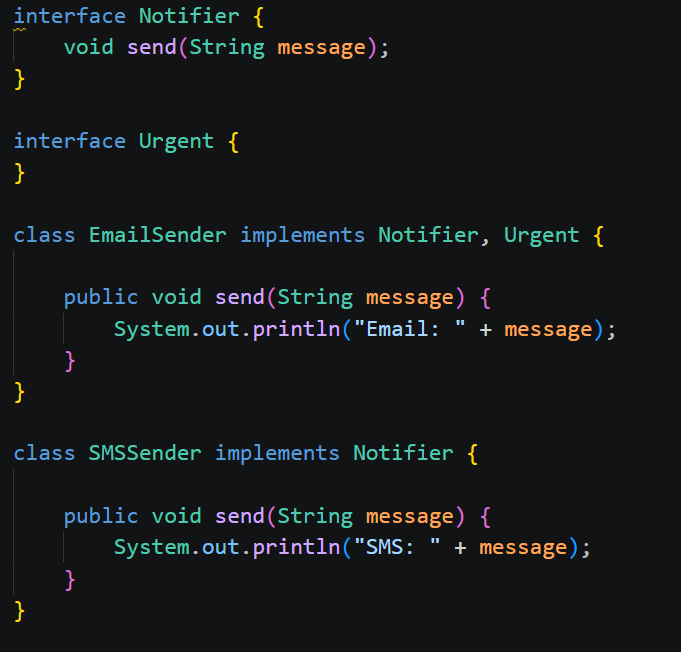 interface Notifier {
    void send(String message);
}

interface Urgent {
}

class EmailSender implements Notifier, Urgent {

    public void send(String message) {
        System.out.println("Email: " + message);
    }
}

class SMSSender implements Notifier {

    public void send(String message) {
        System.out.println("SMS: " + message);
    }
}